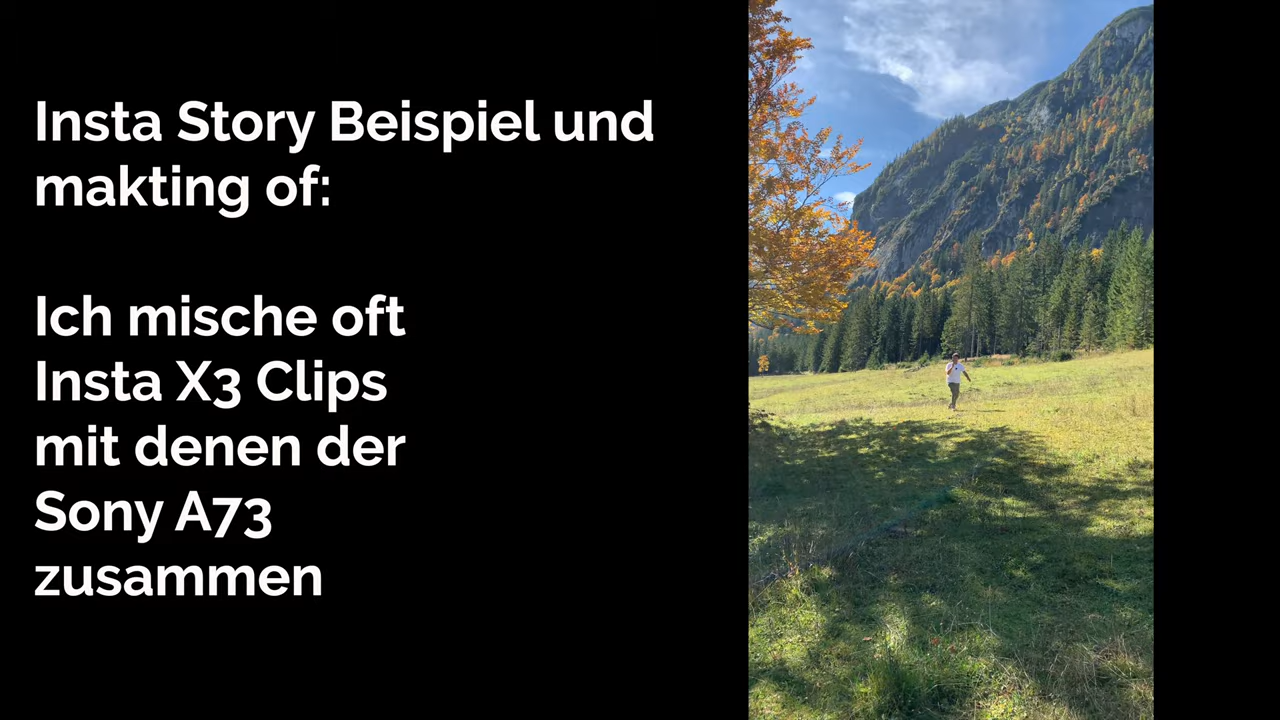 Insta Story Beispiel und
makting of:
Ich mische oft
Insta X3 Clips
mit denen der
Sony A73
zusammen